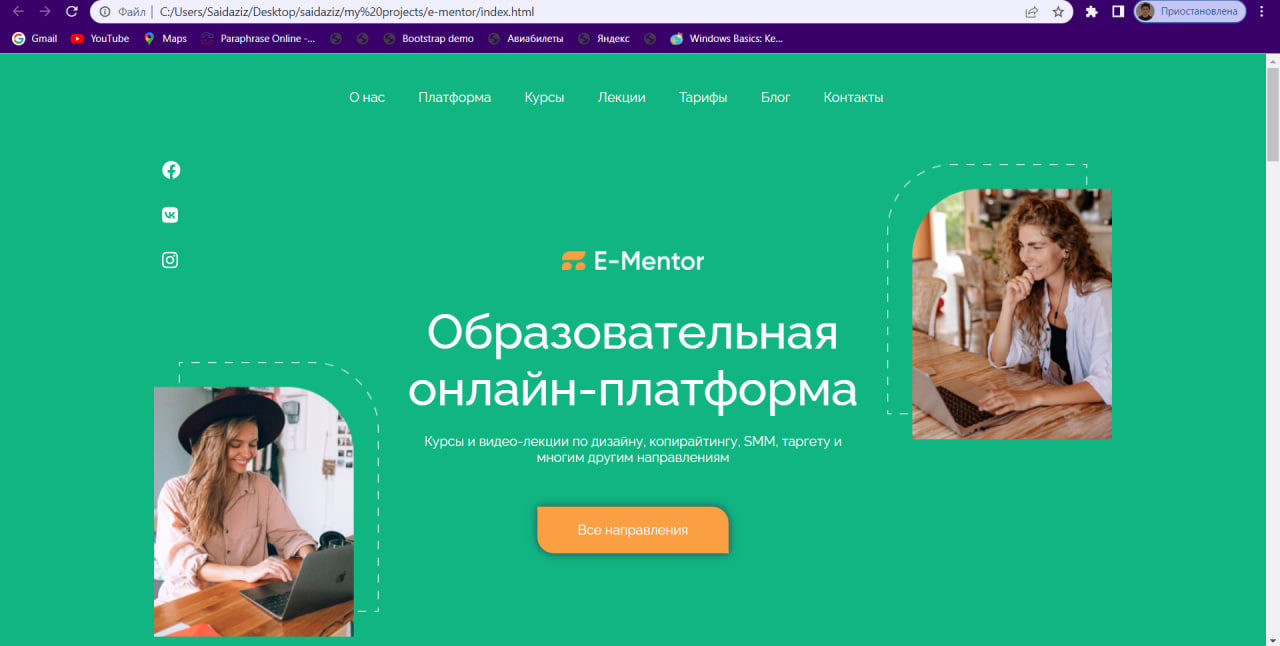 Файл | C:/Users/Saidaziz/Desktop/saidaziz/my%20projects/e-mentor/index.html
Приостановлена
Gmail YouTube Maps Paraphrase Online -... Bootstrap demo Авиабилеты Яндекс Windows Basics: Ke...
О нас Платформа Курсы Лекции Тарифы Блог Контакты
E-Mentor
Образовательная
онлайн-платформа
Курсы и видео-лекции по дизайну, копирайтингу, SMM, таргету и
многим другим направлениям
Все направления